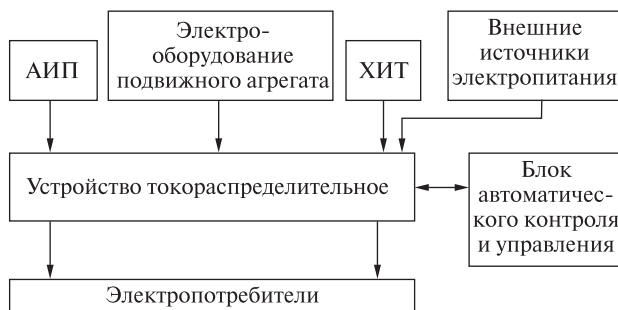 АИП
Электро-
оборудование
подвижного агрегата
ХИТ
Внешние
источники
электропитания
Устройство токораспределительное
Блок
автоматичес-
кого контроля
и управления
Электропотребители